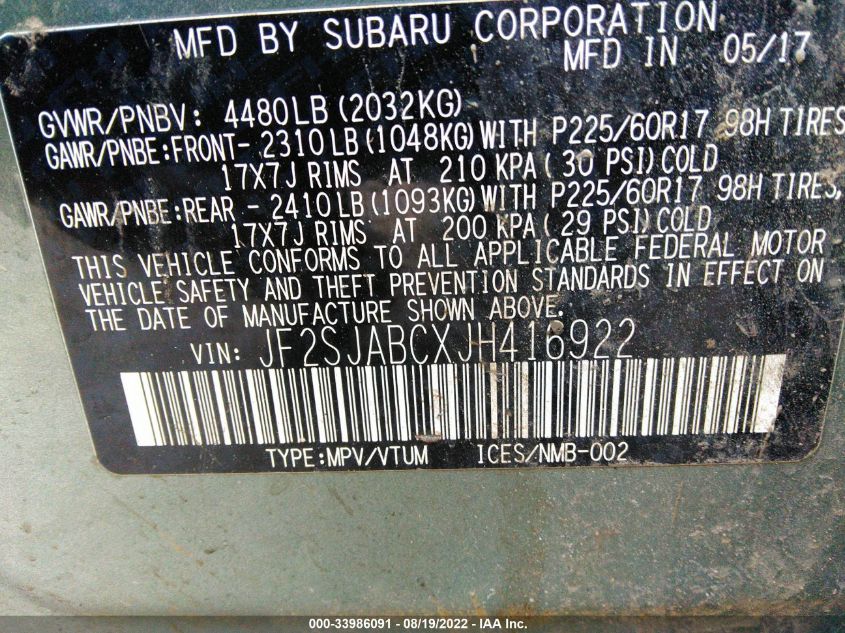 MFD BY SUBARU CORPORATION
MFD IN 05/17
GVWR/PNBV: 4480LB (2032KG)
GAWR/PNBE:FRONT- 2310LB (1048KG)WITH P225/60R17 98H TIRES,
17X7J RIMS AT 210 KPA ( 30 PSI)COLD
GAWR/PNBE:REAR - 2410LB (1093KG)WITH P225/60R17 98H TIRES,
17X7J RIMS AT 200 KPA ( 29 PSI)COLD
THIS VEHICLE CONFORMS TO ALL APPLICABLE FEDERAL MOTOR
VEHICLE SAFETY AND THEFT PREVENTION STANDARDS IN EFFECT ON
THE DATE OF MANUFACTURE SHOWN ABOVE.
VIN: JF2SJABCXJH416922
TYPE:MPV/VTUM ICES/NMB-002
000-33986091 - 08/19/2022 - IAA Inc.